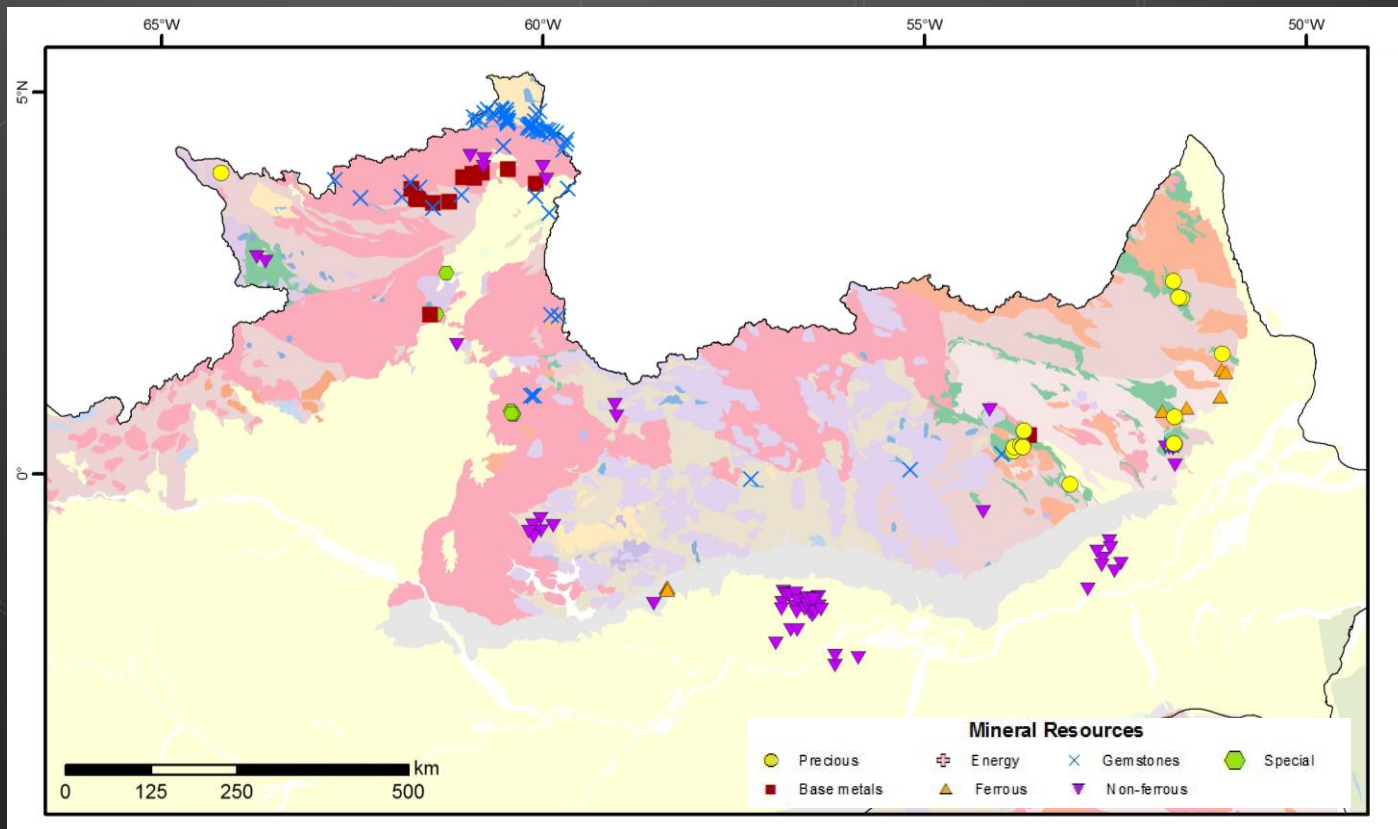 65°W 60°W 55°W 50°W
5°N
0°
km
0 125 250 500
Mineral Resources
Precious Energy Gemstones Special
Base metals Ferrous Non-ferrous